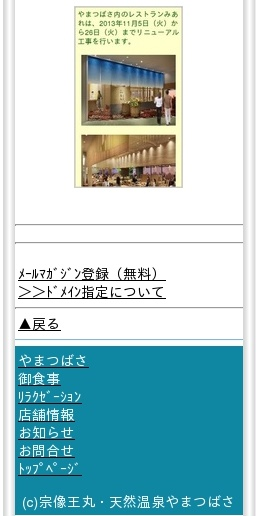 やまつばさ内のレストランみあ
れは、2013年11月5日（火）か
ら26日（火）までリニューアル
工事を行います。
ﾒｰﾙﾏｶﾞｼﾞﾝ登録（無料）
＞＞ﾄﾞﾒｲﾝ指定について
▲戻る
やまつばさ
御食事
ﾘﾗｸｾﾞｰｼｮﾝ
店舗情報
お知らせ
お問合せ
ﾄｯﾌﾟﾍﾟｰｼﾞ
(c)宗像王丸・天然温泉やまつばさ